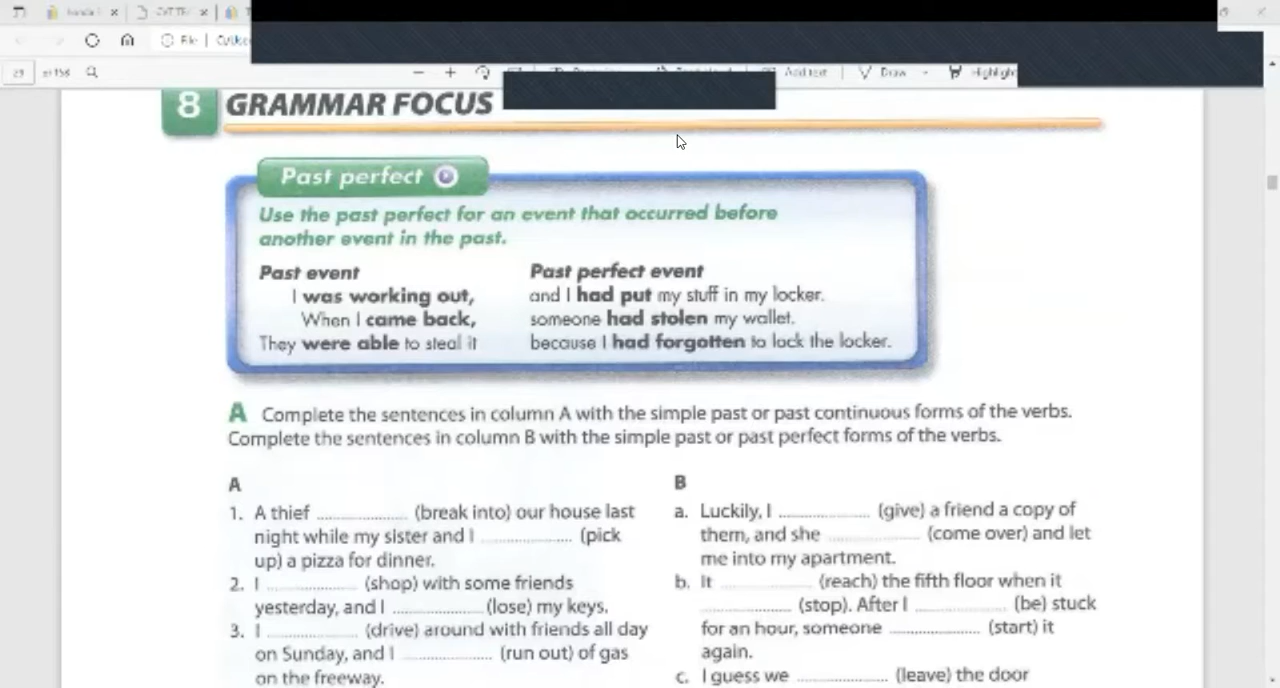 File
23 of 158
Add text Draw Highlight
8 GRAMMAR FOCUS
Past perfect
Use the past perfect for an event that occurred before
another event in the past.
Past event Past perfect event
I was working out, and I had put my stuff in my locker.
When I came back, someone had stolen my wallet.
They were able to steal it because I had forgotten to lock the locker.
A Complete the sentences in column A with the simple past or past continuous forms of the verbs.
Complete the sentences in column B with the simple past or past perfect forms of the verbs.
A
1. A thief ................ (break into) our house last
night while my sister and I ................ (pick
up) a pizza for dinner.
2. I ................ (shop) with some friends
yesterday, and I ................ (lose) my keys.
3. I ................ (drive) around with friends all day
on Sunday, and I ................ (run out) of gas
on the freeway.
B
a. Luckily, I ................ (give) a friend a copy of
them, and she ................ (come over) and let
me into my apartment.
b. It ................ (reach) the fifth floor when it
................ (stop). After I ................ (be) stuck
for an hour, someone ................ (start) it
again.
c. I guess we ................ (leave) the door